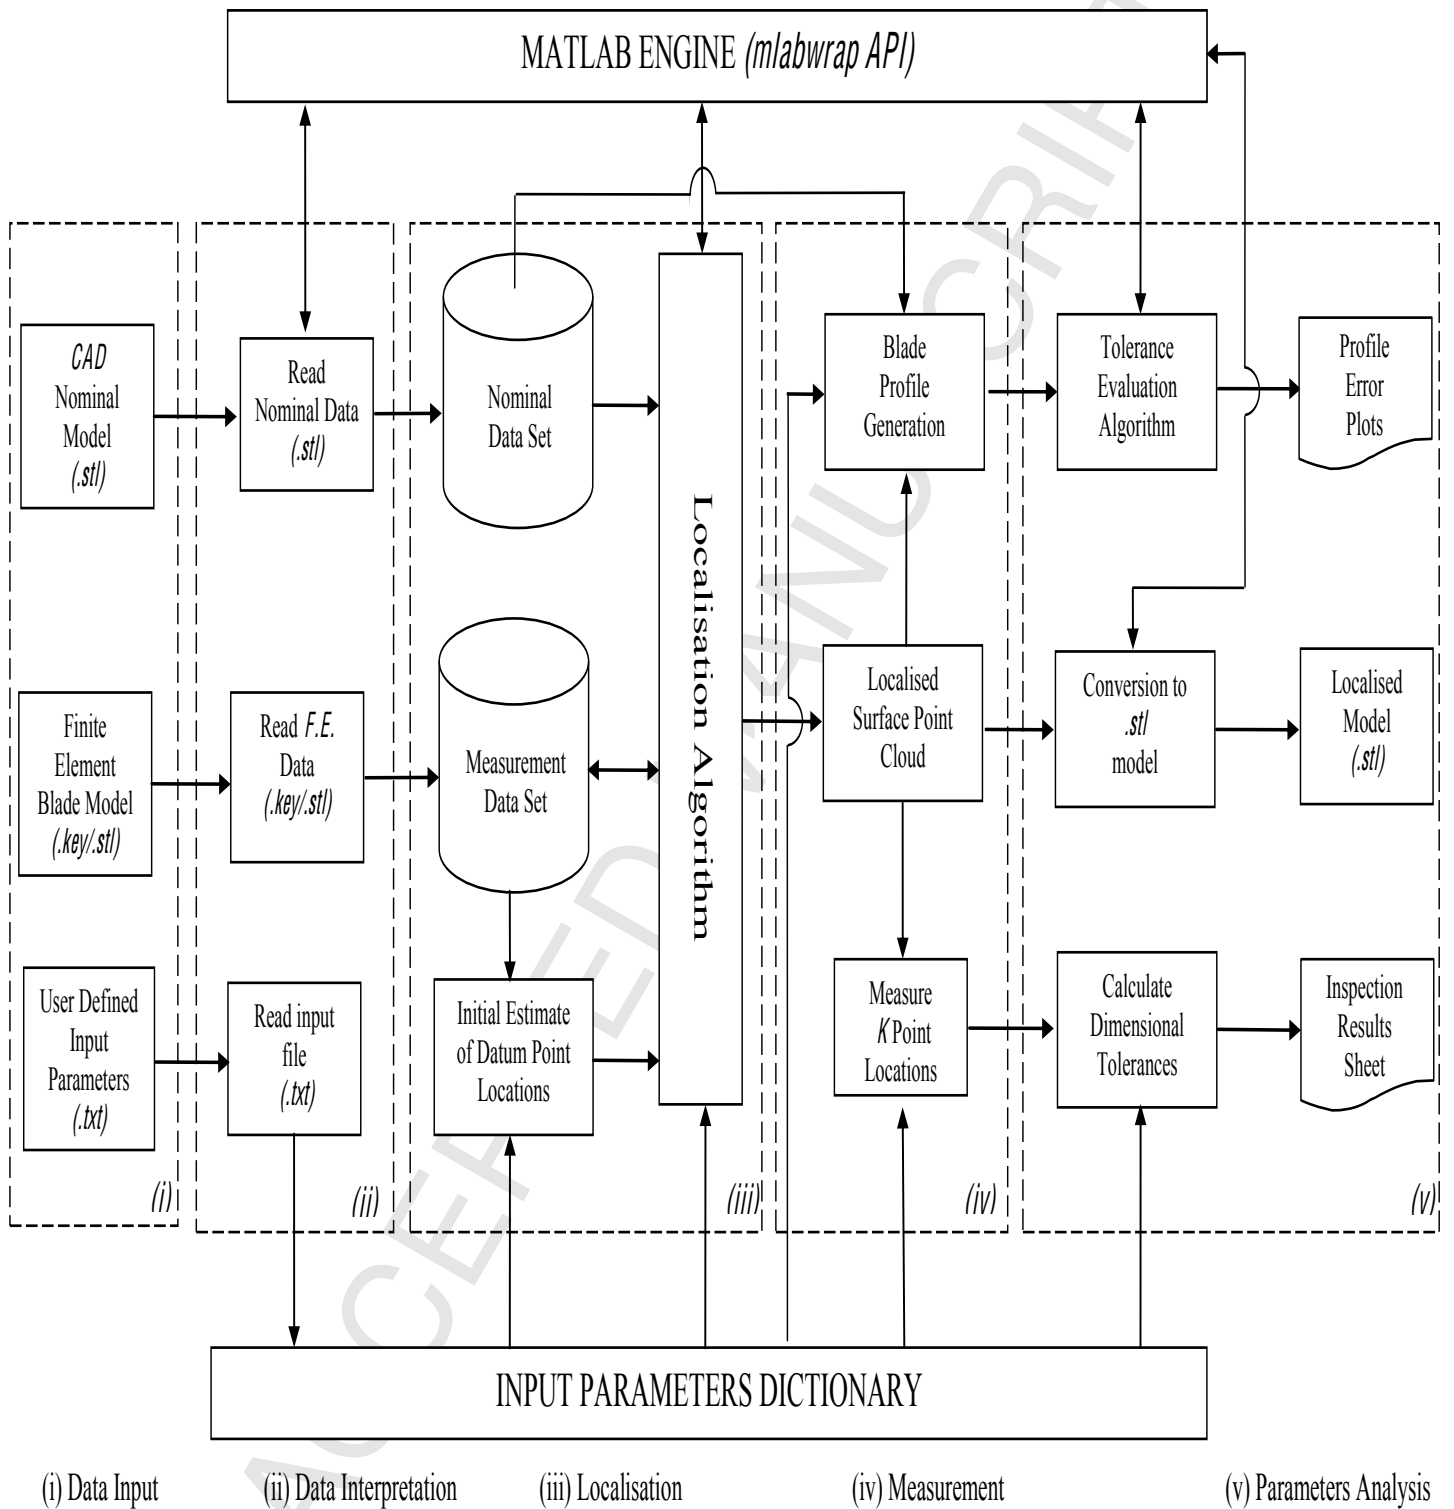 MATLAB ENGINE (mlabwrap API)
CAD
Nominal
Model
(.stl)
Read
Nominal Data
(.stl)
Nominal
Data Set
Blade
Profile
Generation
Tolerance
Evaluation
Algorithm
Profile
Error
Plots
Localisation Algorithm
Finite
Element
Blade Model
(.key/.stl)
Read F.E.
Data
(.key/.stl)
Measurement
Data Set
Localised
Surface Point
Cloud
Conversion to
.stl
model
Localised
Model
(.stl)
User Defined
Input
Parameters
(.txt)
Read input
file
(.txt)
Initial Estimate
of Datum Point
Locations
Measure
K Point
Locations
Calculate
Dimensional
Tolerances
Inspection
Results
Sheet
(i)
(ii)
(iii)
(iv)
(v)
INPUT PARAMETERS DICTIONARY
(i) Data Input
(ii) Data Interpretation
(iii) Localisation
(iv) Measurement
(v) Parameters Analysis
ACCEPTED MANUSCRIPT